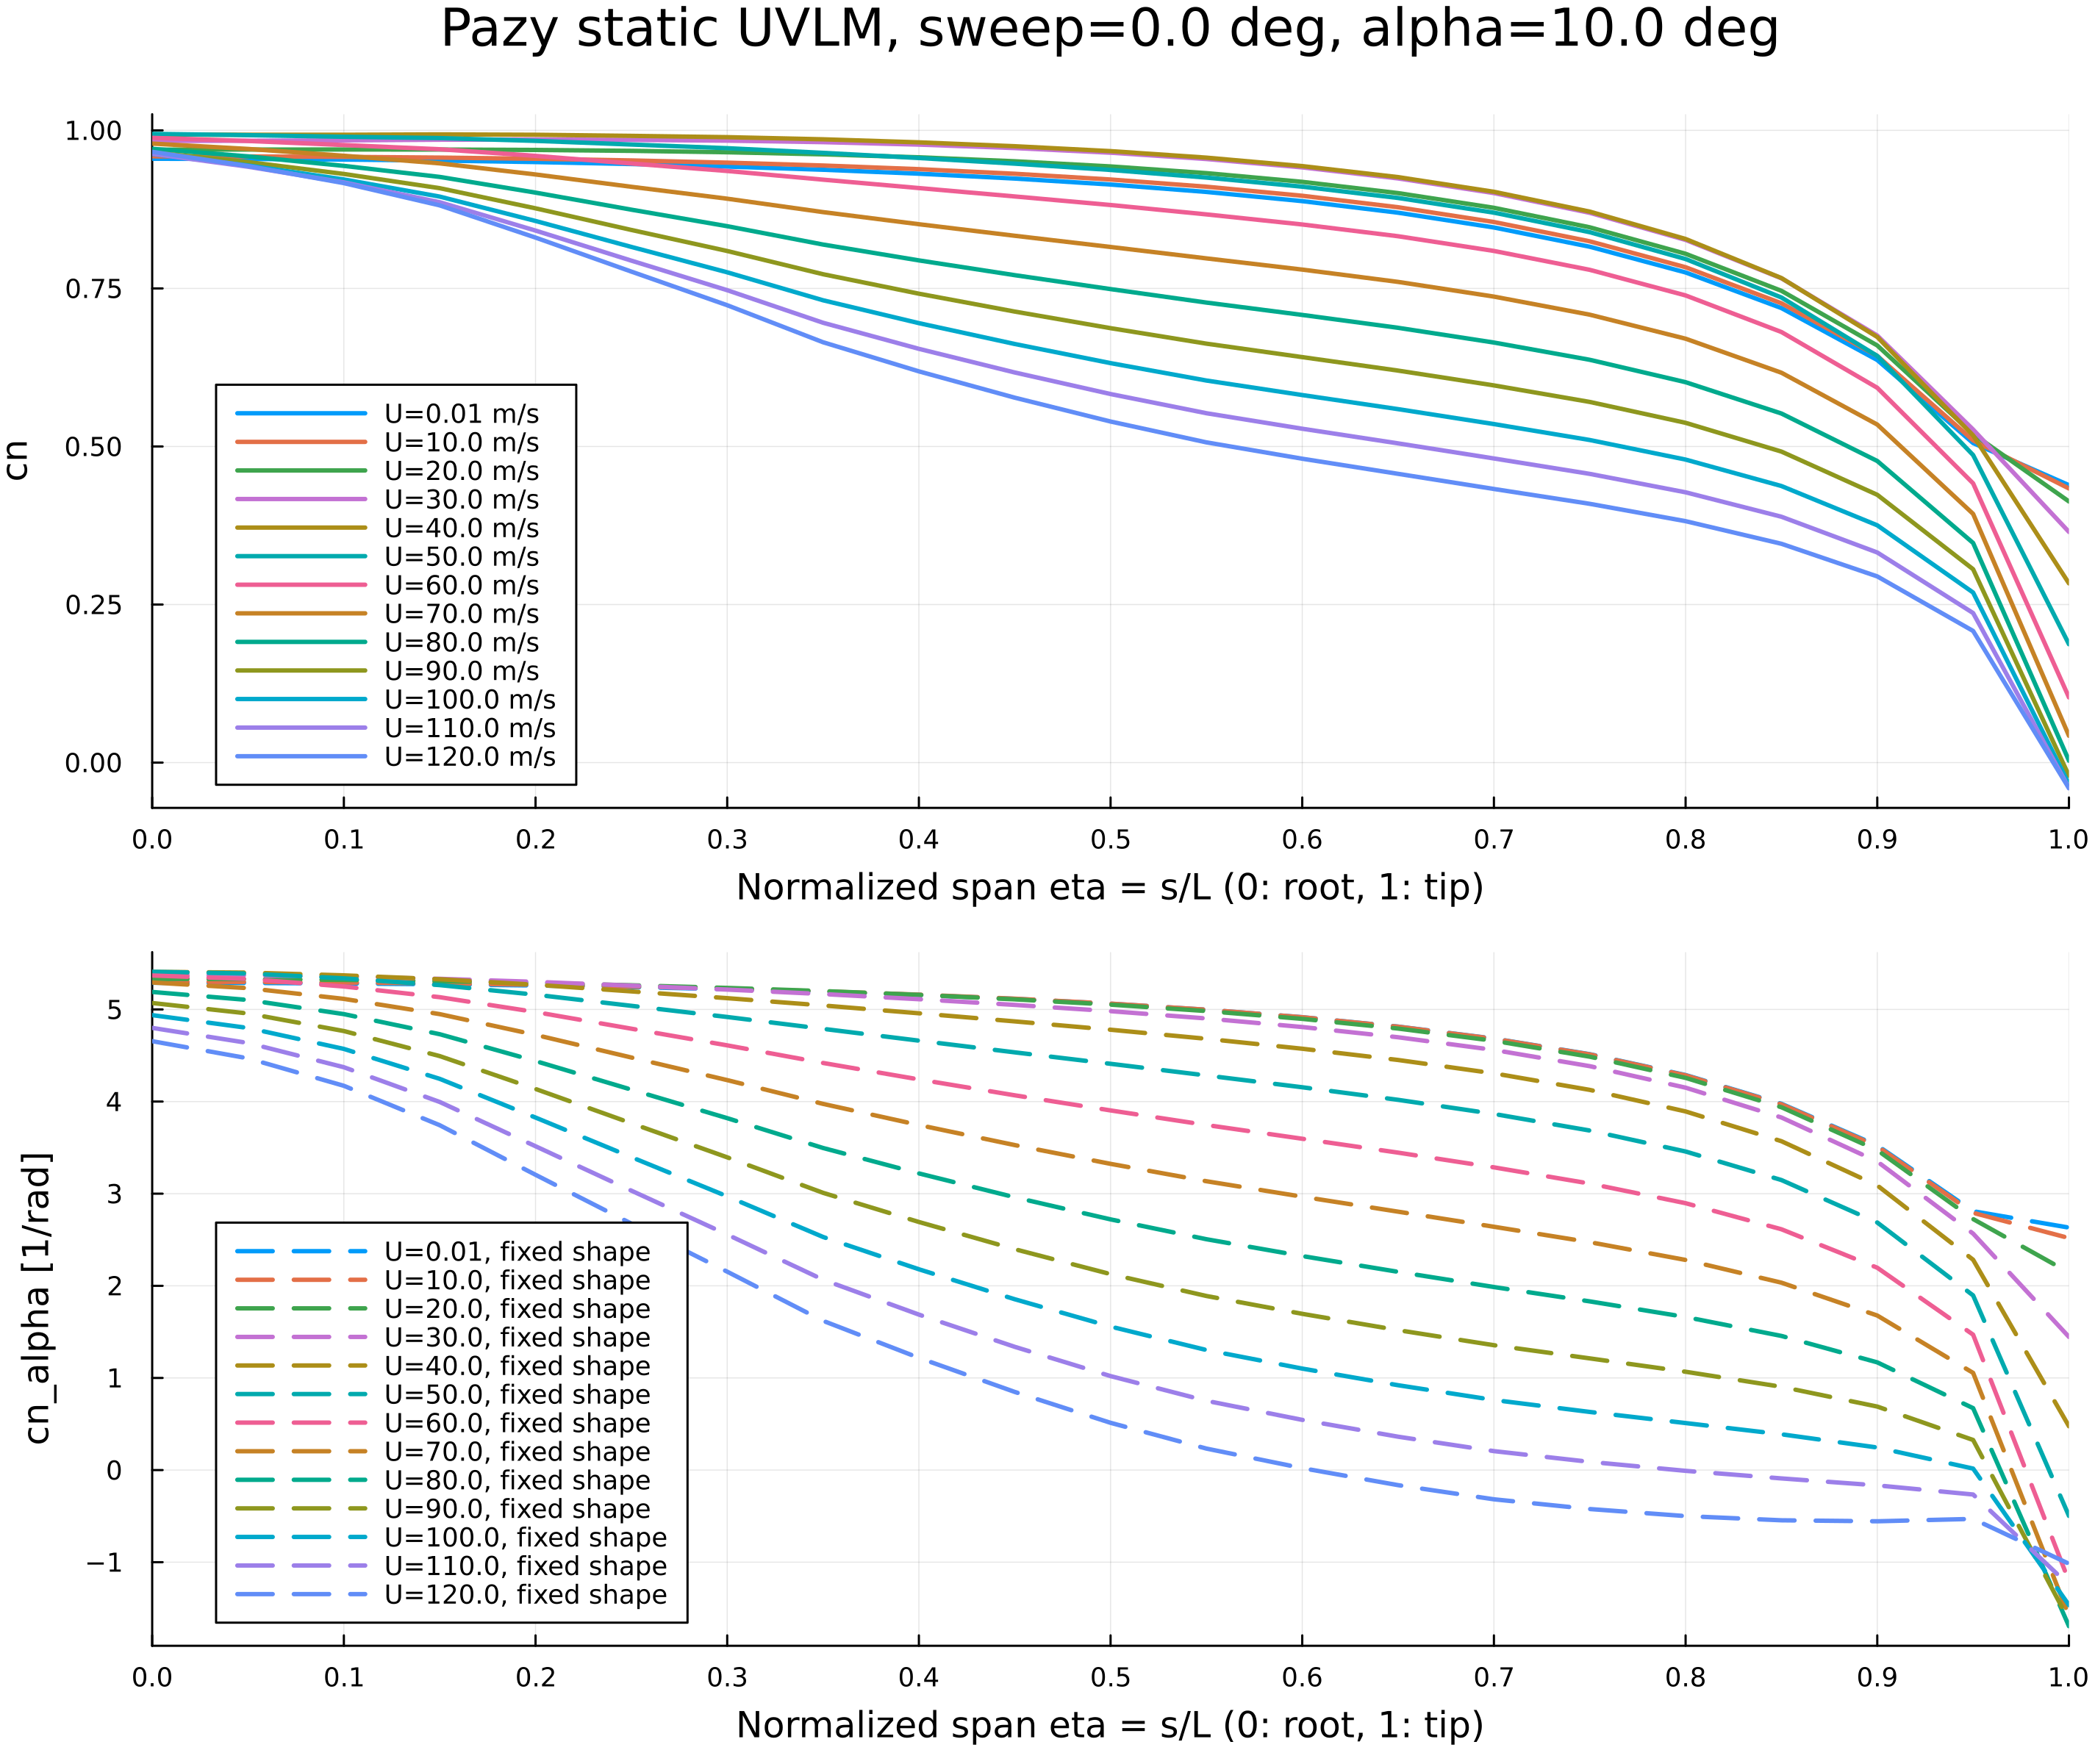 Pazy static UVLM, sweep=0.0 deg, alpha=10.0 deg
cn
1.00
0.75
0.50
0.25
0.00
U=0.01 m/s
U=10.0 m/s
U=20.0 m/s
U=30.0 m/s
U=40.0 m/s
U=50.0 m/s
U=60.0 m/s
U=70.0 m/s
U=80.0 m/s
U=90.0 m/s
U=100.0 m/s
U=110.0 m/s
U=120.0 m/s
0.0 0.1 0.2 0.3 0.4 0.5 0.6 0.7 0.8 0.9 1.0
Normalized span eta = s/L (0: root, 1: tip)
cn_alpha [1/rad]
5
4
3
2
1
0
−1
U=0.01, fixed shape
U=10.0, fixed shape
U=20.0, fixed shape
U=30.0, fixed shape
U=40.0, fixed shape
U=50.0, fixed shape
U=60.0, fixed shape
U=70.0, fixed shape
U=80.0, fixed shape
U=90.0, fixed shape
U=100.0, fixed shape
U=110.0, fixed shape
U=120.0, fixed shape
0.0 0.1 0.2 0.3 0.4 0.5 0.6 0.7 0.8 0.9 1.0
Normalized span eta = s/L (0: root, 1: tip)